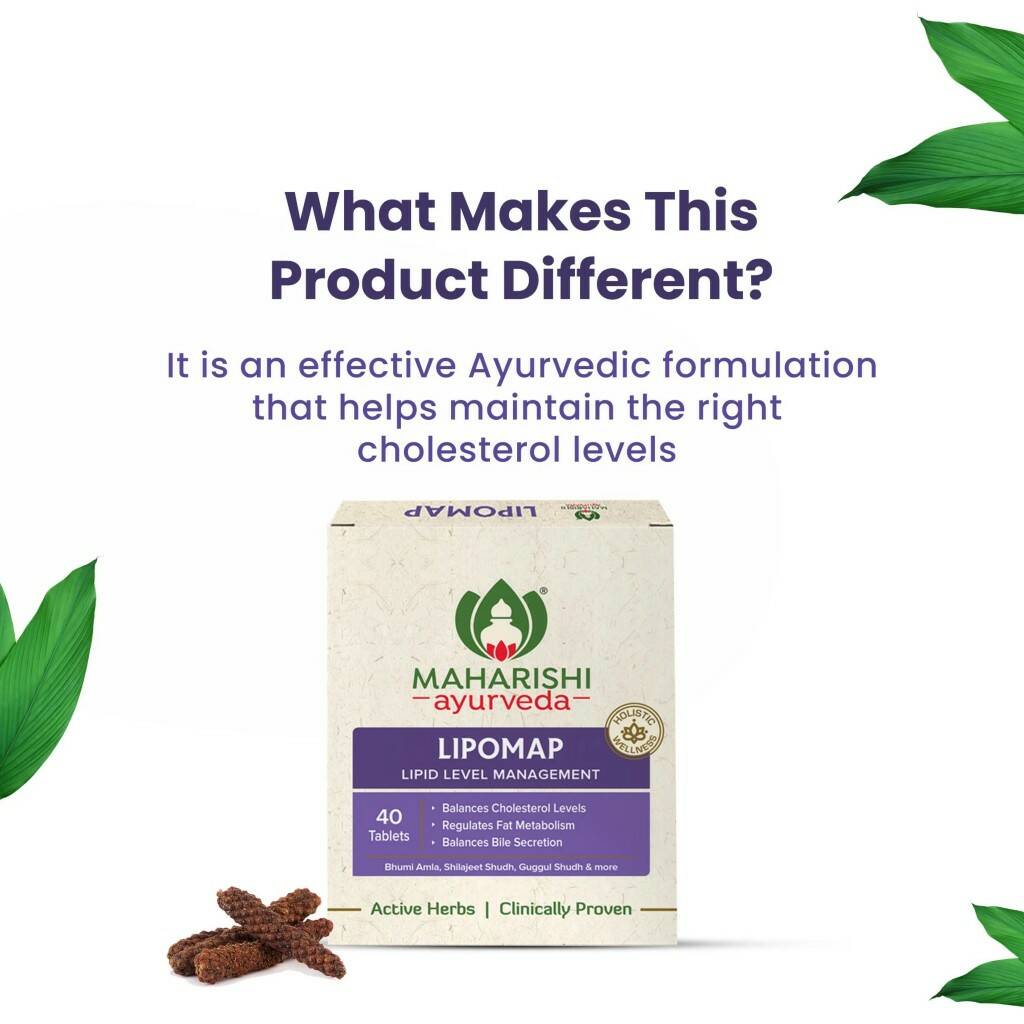 What Makes This
Product Different?
It is an effective Ayurvedic formulation
that helps maintain the right
cholesterol levels
LIPOMAP
MAHARISHI
®
MAHARISHI
ayurveda
HOLISTIC
WELLNESS
LIPOMAP
LIPID LEVEL MANAGEMENT
40
Tablets
‣ Balances Cholesterol Levels
‣ Regulates Fat Metabolism
‣ Balances Bile Secretion
Bhumi Amla, Shilajeet Shudh, Guggul Shudh & more
Active Herbs | Clinically Proven